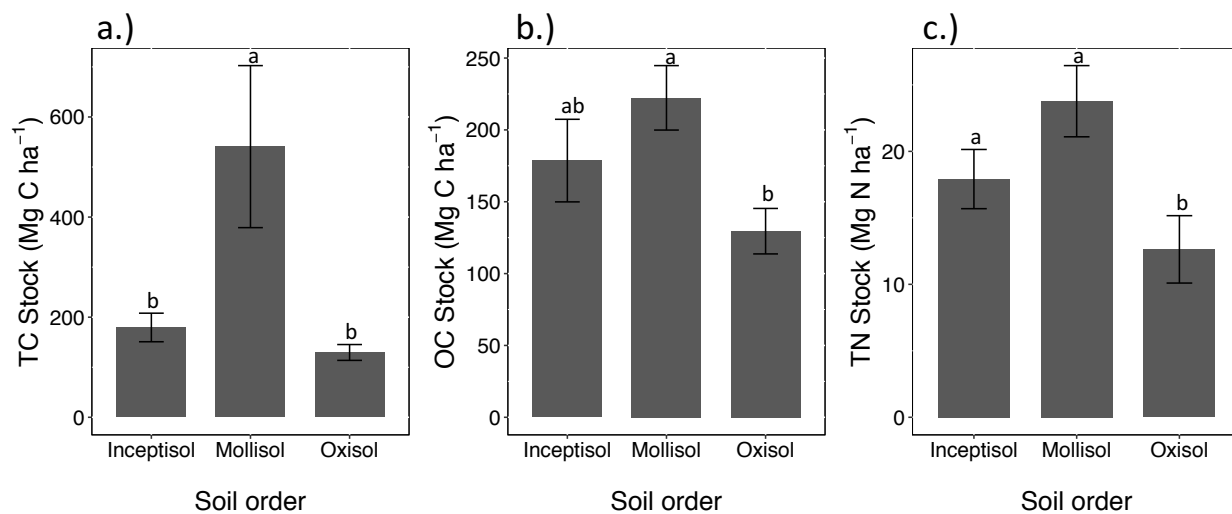 a.)
TC Stock (Mg C ha⁻¹)
600
400
200
0
b
a
b
Inceptisol Mollisol Oxisol
Soil order
b.)
OC Stock (Mg C ha⁻¹)
250
200
150
100
50
0
ab
a
b
Inceptisol Mollisol Oxisol
Soil order
c.)
TN Stock (Mg N ha⁻¹)
20
10
0
a
a
b
Inceptisol Mollisol Oxisol
Soil order